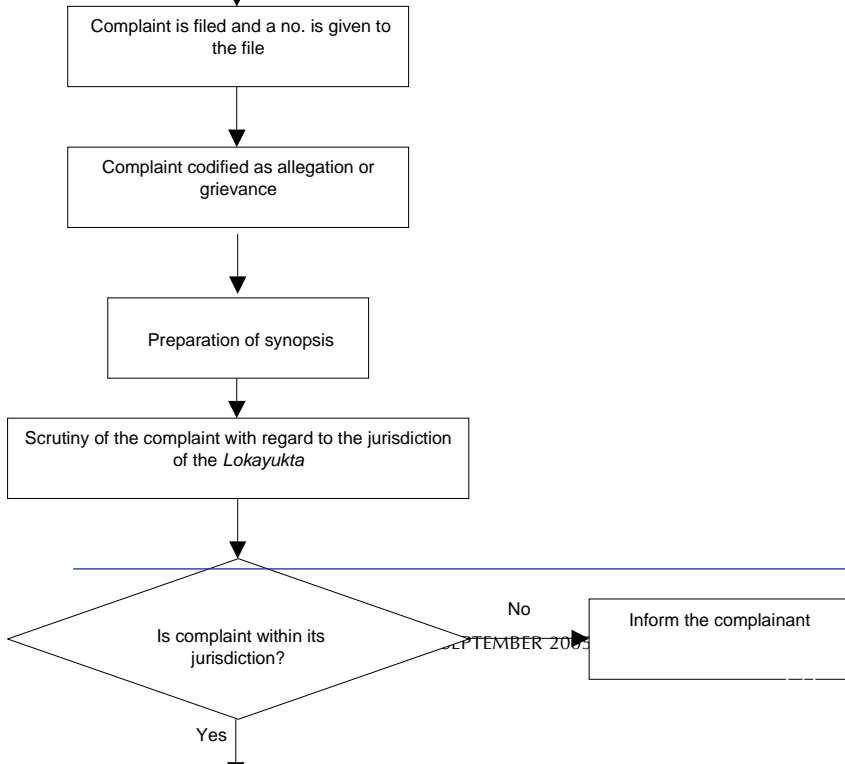 Complaint is filed and a no. is given to
the file
Complaint codified as allegation or
grievance
Preparation of synopsis
Scrutiny of the complaint with regard to the jurisdiction
of the Lokayukta
Is complaint within its
jurisdiction?
No
Inform the complainant
SEPTEMBER 2005
Yes